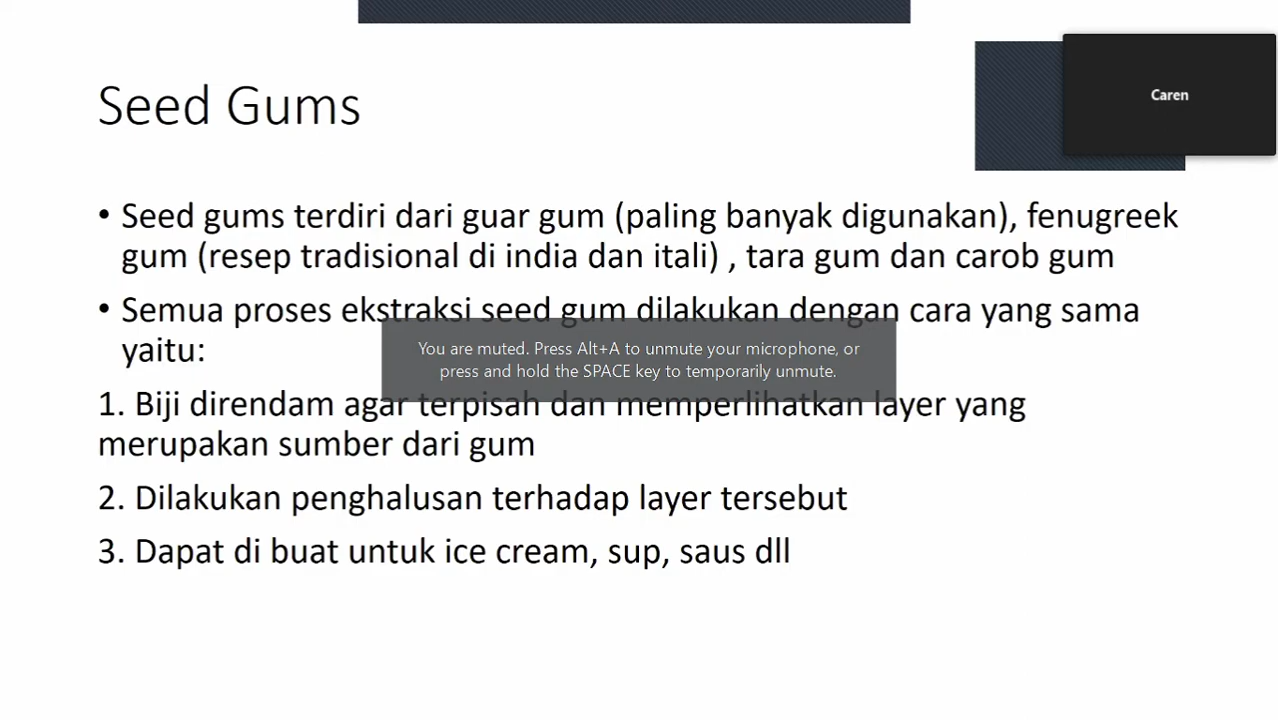 Caren
Seed Gums
• Seed gums terdiri dari guar gum (paling banyak digunakan), fenugreek
gum (resep tradisional di india dan itali) , tara gum dan carob gum
• Semua proses ekstraksi seed gum dilakukan dengan cara yang sama
yaitu:
You are muted. Press Alt+A to unmute your microphone, or
press and hold the SPACE key to temporarily unmute.
1. Biji direndam agar terpisah dan memperlihatkan layer yang
merupakan sumber dari gum
2. Dilakukan penghalusan terhadap layer tersebut
3. Dapat di buat untuk ice cream, sup, saus dll